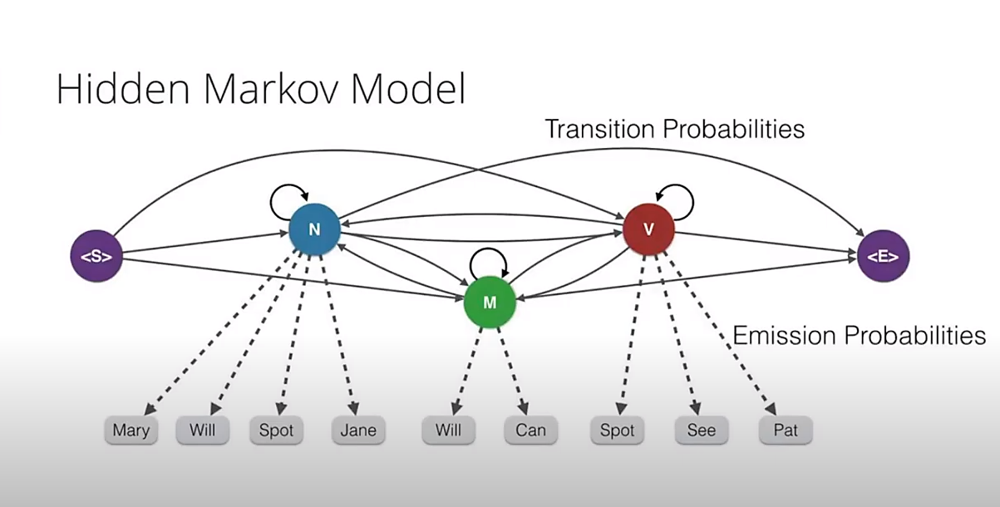 Hidden Markov Model
Transition Probabilities
N
V
<S>
<E>
M
Emission Probabilities
Mary
Will
Spot
Jane
Will
Can
Spot
See
Pat